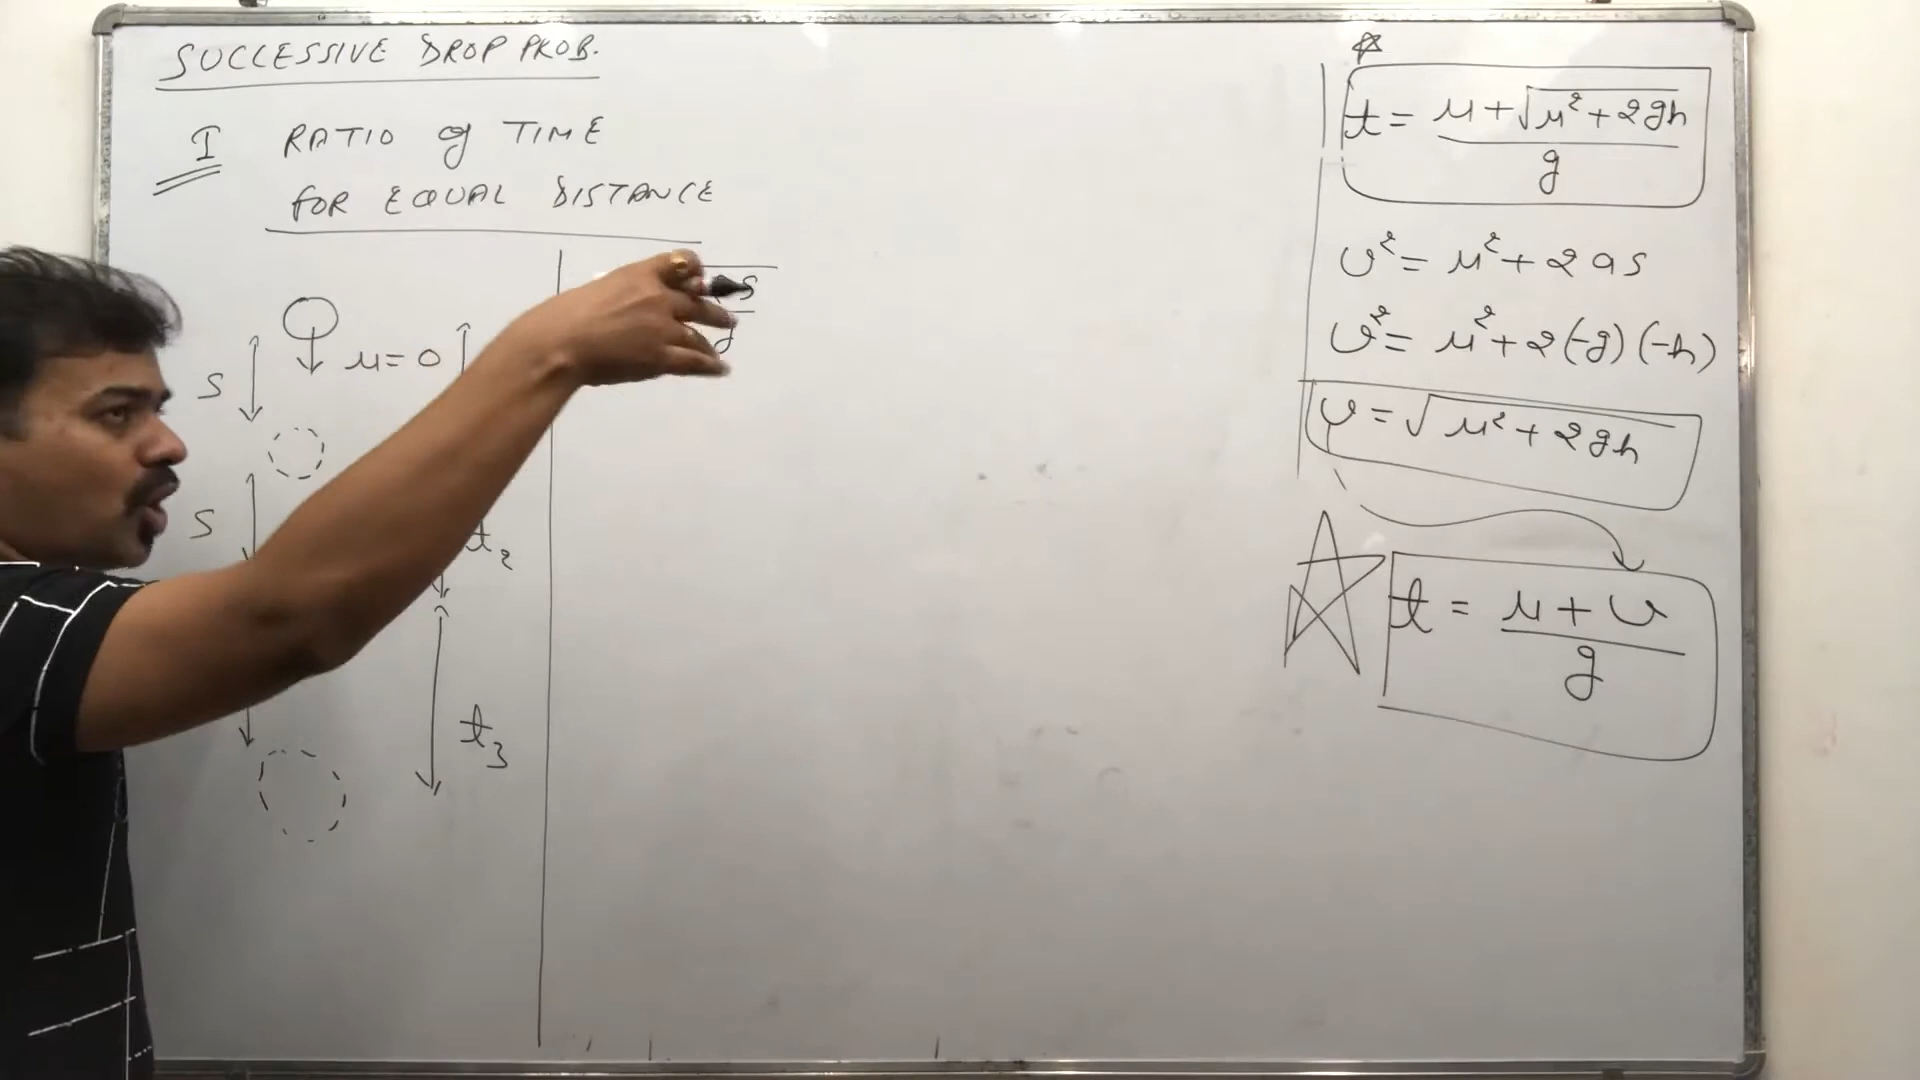 SUCCESSIVE DROP PROB.
I RATIO of TIME
FOR EQUAL DISTANCE
S
u = 0
S
t₂
t₃
S
g
t = u + √u² + 2gh / g
v² = u² + 2as
v² = u² + 2(-g)(-h)
v = √u² + 2gh
t = u + v / g